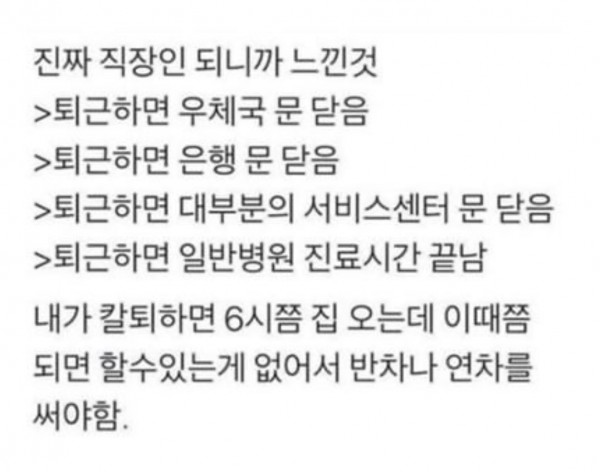 진짜 직장인 되니까 느낀것
>퇴근하면 우체국 문 닫음
>퇴근하면 은행 문 닫음
>퇴근하면 대부분의 서비스센터 문 닫음
>퇴근하면 일반병원 진료시간 끝남
내가 칼퇴하면 6시쯤 집 오는데 이때쯤
되면 할수있는게 없어서 반차나 연차를
써야함.